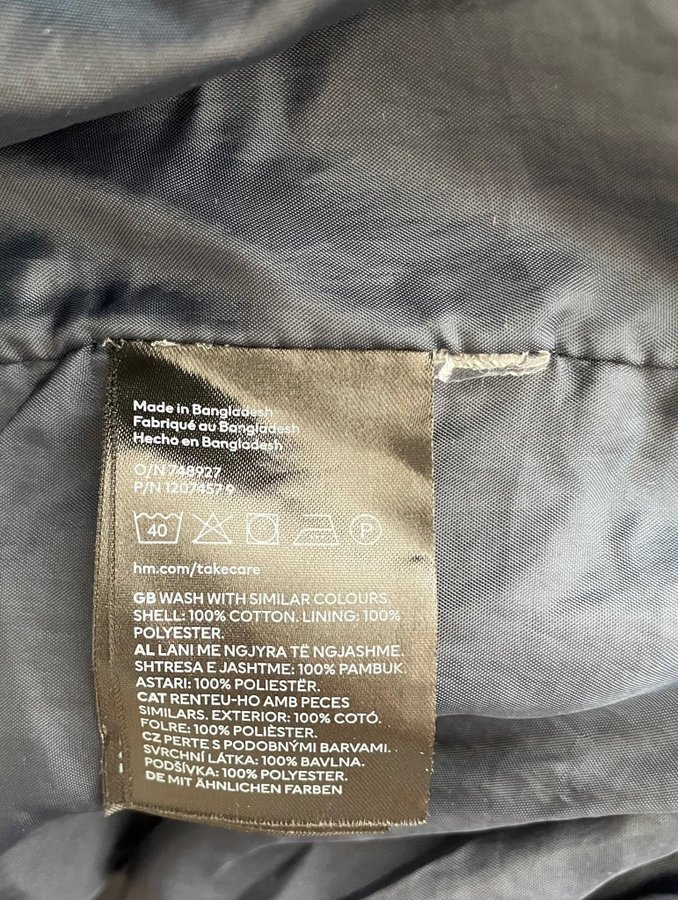 Made in Bangladesh
Fabriqué au Bangladesh
Hecho en Bangladesh
O/N 748927
P/N 1207457 9
40 P
hm.com/takecare
GB WASH WITH SIMILAR COLOURS.
SHELL: 100% COTTON. LINING: 100%
POLYESTER.
AL LANI ME NGJYRA TË NGJASHME.
SHTRESA E JASHTME: 100% PAMBUK.
ASTARI: 100% POLIESTËR.
CAT RENTEU-HO AMB PECES
SIMILARS. EXTERIOR: 100% COTÓ.
FOLRE: 100% POLIÈSTER.
CZ PERTE S PODOBNÝMI BARVAMI.
SVRCHNÍ LÁTKA: 100% BAVLNA.
PODŠÍVKA: 100% POLYESTER.
DE MIT ÄHNLICHEN FARBEN